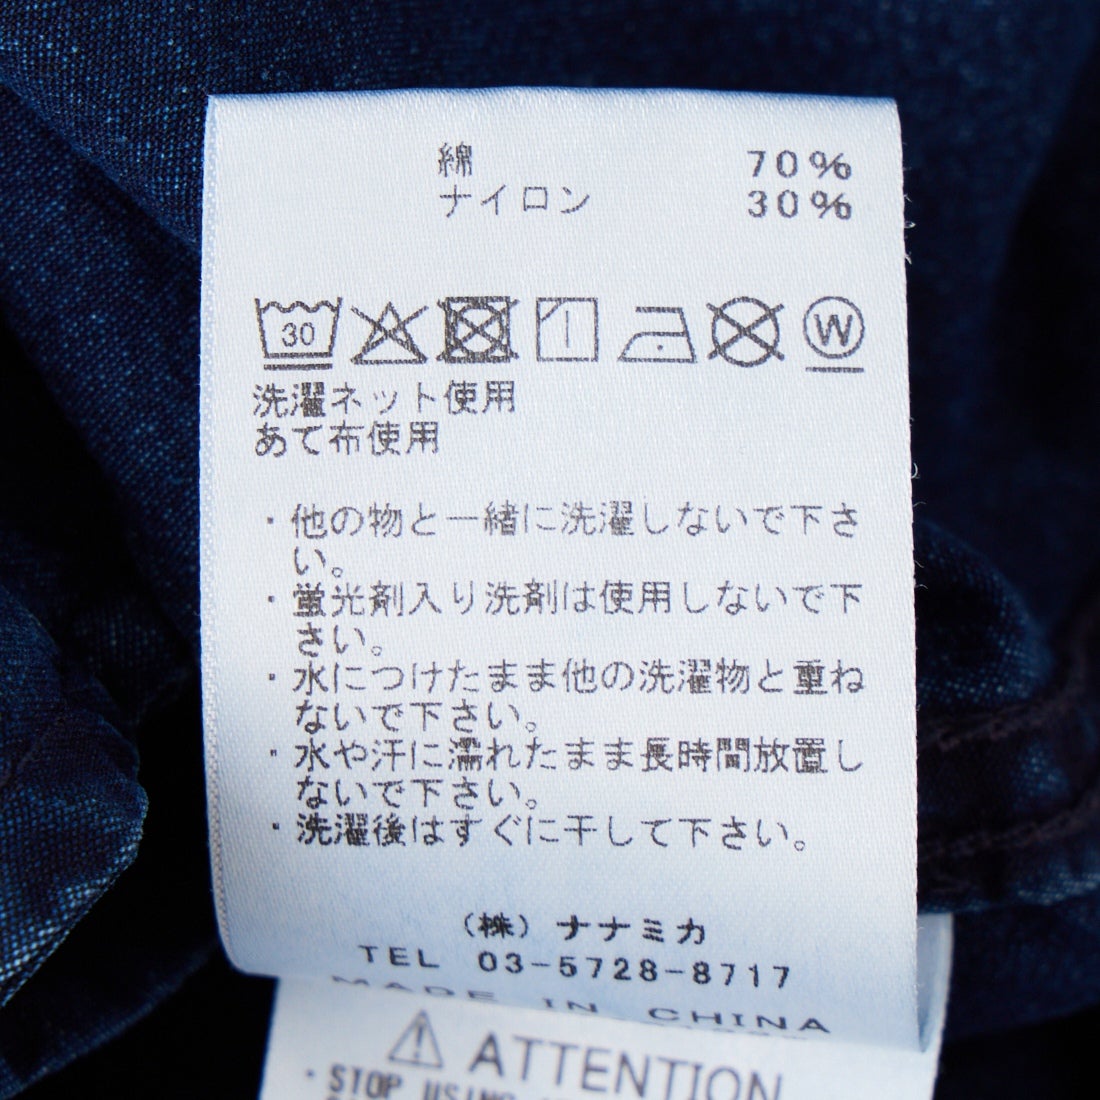 綿 70%
ナイロン 30%
30 W
洗濯ネット使用
あて布使用
・他の物と一緒に洗濯しないで下さ
い。
・蛍光剤入り洗剤は使用しないで下
さい。
・水につけたまま他の洗濯物と重ね
ないで下さい。
・水や汗に濡れたまま長時間放置し
ないで下さい。
・洗濯後はすぐに干して下さい。
(株)ナナミカ
TEL 03-5728-8717
MADE IN CHINA
ATTENTION
・STOP USING